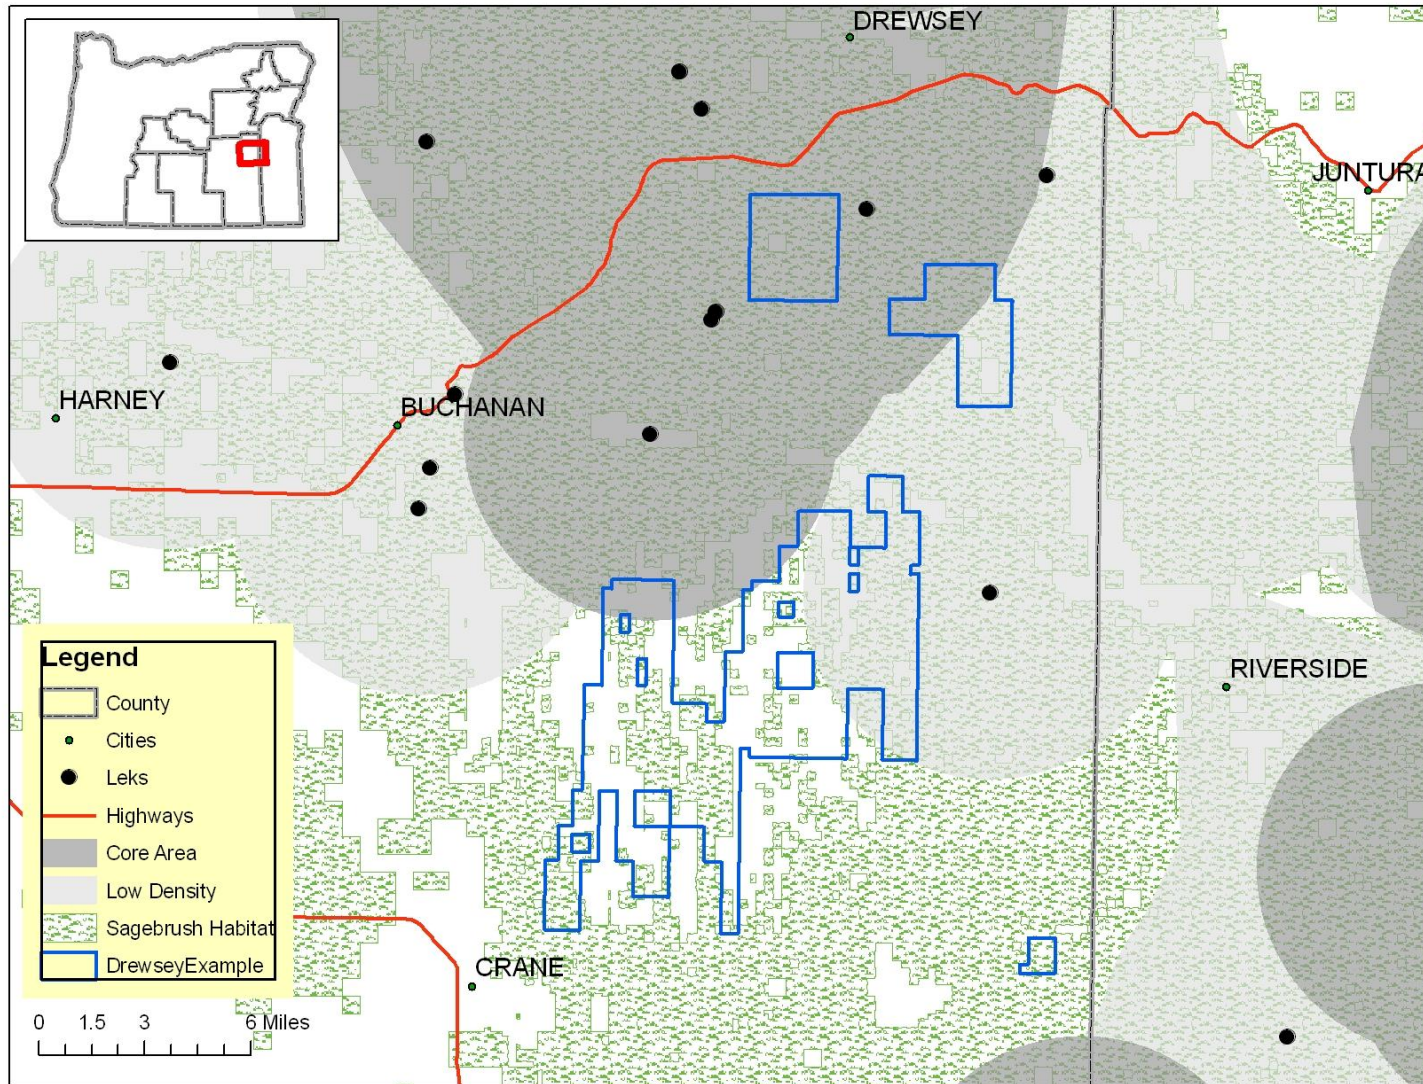 DREWSEY
JUNTURA
HARNEY
BUCHANAN
RIVERSIDE
CRANE
Legend
County
Cities
Leks
Highways
Core Area
Low Density
Sagebrush Habitat
DrewseyExample
0 1.5 3 6 Miles